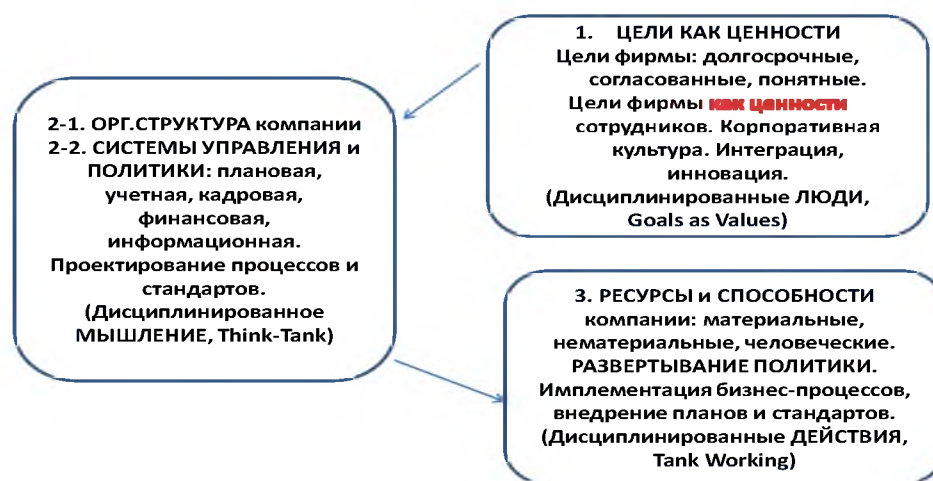 1. ЦЕЛИ КАК ЦЕННОСТИ
Цели фирмы: долгосрочные,
согласованные, понятные.
Цели фирмы как ценности
сотрудников. Корпоративная
культура. Интеграция,
инновация.
(Дисциплинированные ЛЮДИ,
Goals as Values)
2-1. ОРГ.СТРУКТУРА компании
2-2. СИСТЕМЫ УПРАВЛЕНИЯ и
ПОЛИТИКИ: плановая,
учетная, кадровая,
финансовая,
информационная.
Проектирование процессов и
стандартов.
(Дисциплинированное
МЫШЛЕНИЕ, Think-Tank)
3. РЕСУРСЫ и СПОСОБНОСТИ
компании: материальные,
нематериальные, человеческие.
РАЗВЕРТЫВАНИЕ ПОЛИТИКИ.
Имплементация бизнес-процессов,
внедрение планов и стандартов.
(Дисциплинированные ДЕЙСТВИЯ,
Tank Working)